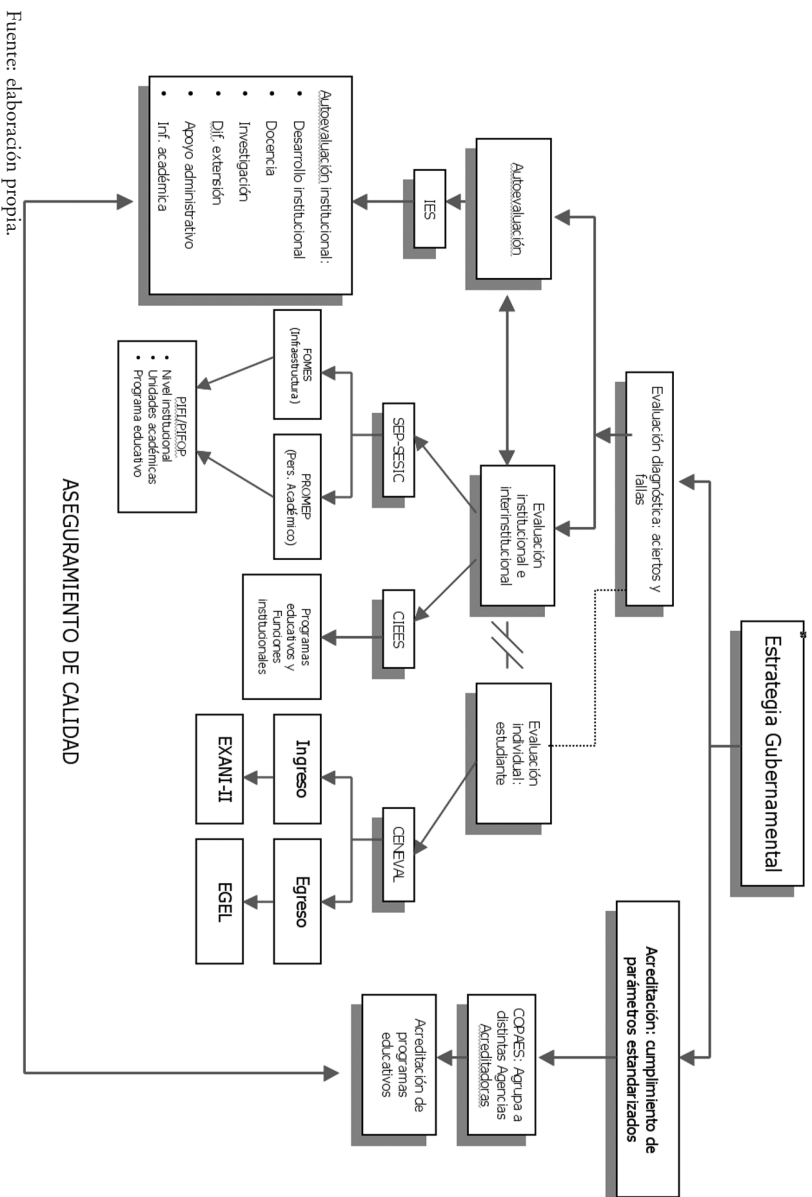 Estrategia Gubernamental
Evaluación diagnóstica: aciertos y
fallas
Acreditación: cumplimiento de
parámetros estandarizados
Autoevaluación
Evaluación
institucional e
interinstitucional
Evaluación
individual:
estudiante
COPAES: Agrupa a
distintas Agencias
Acreditadoras
IES
SEP-SESIC
CIEES
CENEVAL
Acreditación de
programas
educativos
Autoevaluación institucional:
• Desarrollo institucional
• Docencia
• Investigación
• Dif. extensión
• Apoyo administrativo
• Inf. académica
FOMES
(Infraestructura)
PROMEP
(Pers. Académico)
Programas
educativos y
Funciones
institucionales
Ingreso
Egreso
EXANI-II
EGEL
PIFI/PIFOP
• Nivel institucional
• Unidades académicas
• Programa educativo
ASEGURAMIENTO DE CALIDAD
Fuente: elaboración propia.